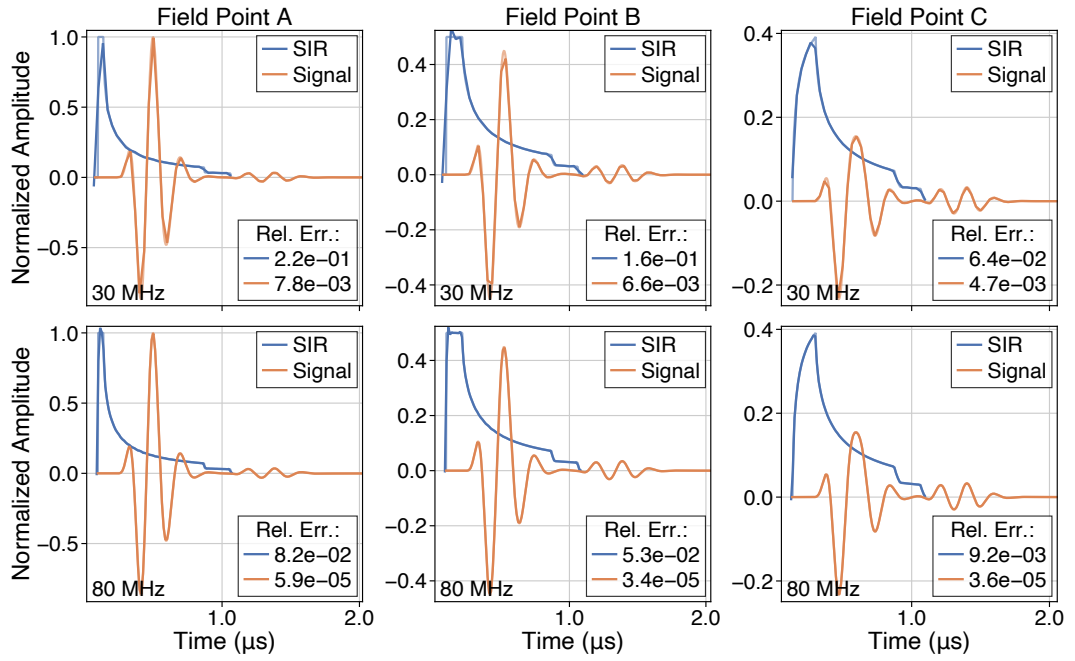 Field Point A
Field Point B
Field Point C
Normalized Amplitude
1.0
0.5
0.0
−0.5
SIR
Signal
Rel. Err.:
2.2e−01
7.8e−03
30 MHz
0.4
0.2
0.0
−0.2
−0.4
SIR
Signal
Rel. Err.:
1.6e−01
6.6e−03
30 MHz
0.4
0.2
0.0
−0.2
SIR
Signal
Rel. Err.:
6.4e−02
4.7e−03
30 MHz
Normalized Amplitude
1.0
0.5
0.0
−0.5
SIR
Signal
Rel. Err.:
8.2e−02
5.9e−05
80 MHz
1.0
2.0
Time (μs)
0.4
0.2
0.0
−0.2
−0.4
SIR
Signal
Rel. Err.:
5.3e−02
3.4e−05
80 MHz
1.0
2.0
Time (μs)
0.4
0.2
0.0
−0.2
SIR
Signal
Rel. Err.:
9.2e−03
3.6e−05
80 MHz
1.0
2.0
Time (μs)